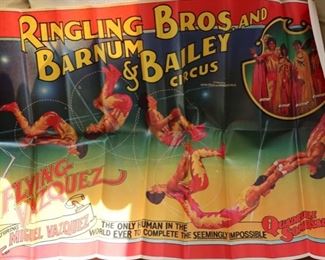 RINGLING BROS. AND
BARNUM & BAILEY
CIRCUS
FLYING
VAZQUEZ
MIGUEL VAZQUEZ
THE ONLY HUMAN IN THE
WORLD EVER TO COMPLETE THE SEEMINGLY IMPOSSIBLE
QUADRUPLE
SOMERSAULT